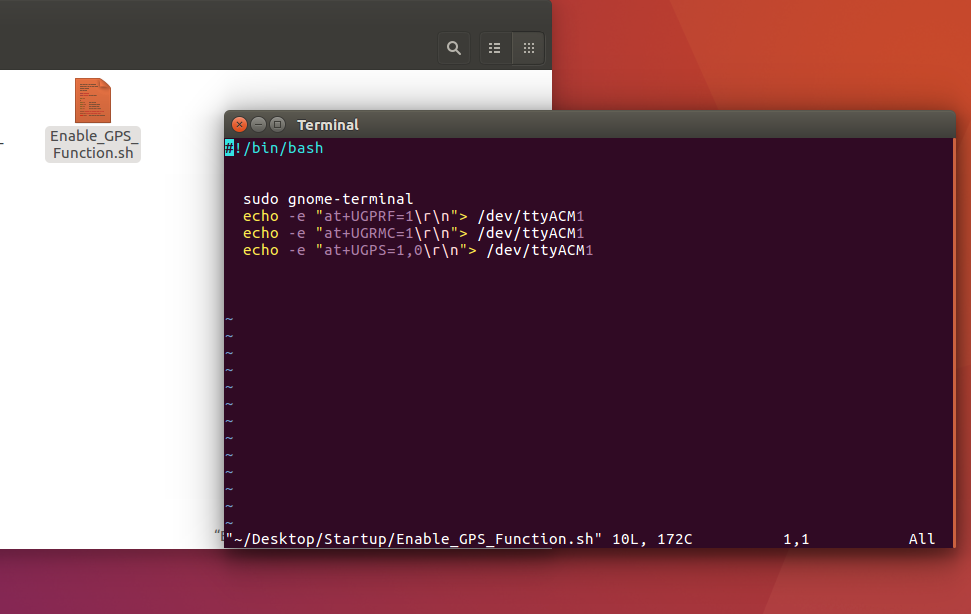 Enable_GPS_
Function.sh
Terminal
#!/bin/bash
sudo gnome-terminal
echo -e "at+UGPRF=1\r\n"> /dev/ttyACM1
echo -e "at+UGRMC=1\r\n"> /dev/ttyACM1
echo -e "at+UGPS=1,0\r\n"> /dev/ttyACM1
~
~
~
~
~
~
~
~
~
~
~
~
~
"~/Desktop/Startup/Enable_GPS_Function.sh" 10L, 172C 1,1 All